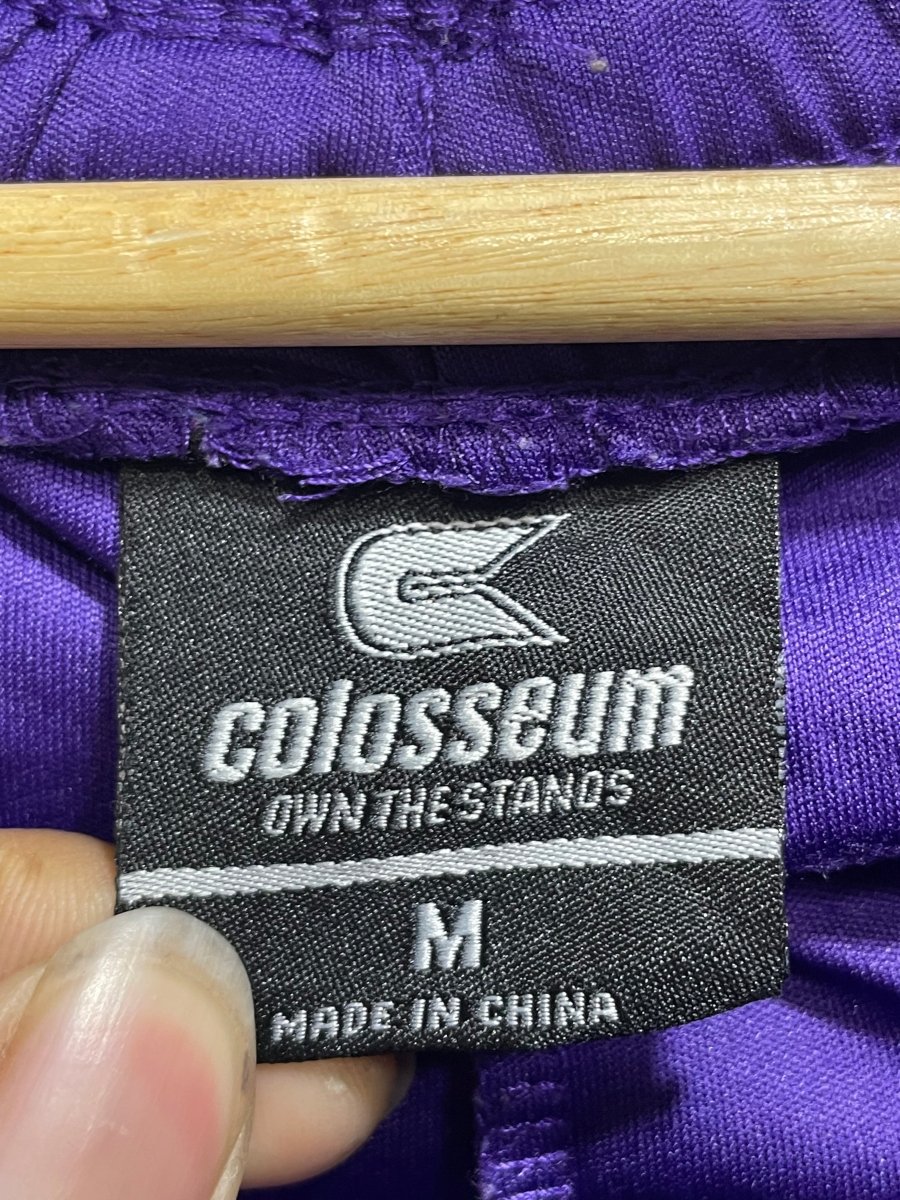 colosseum
OWN THE STANDS
M
MADE IN CHINA